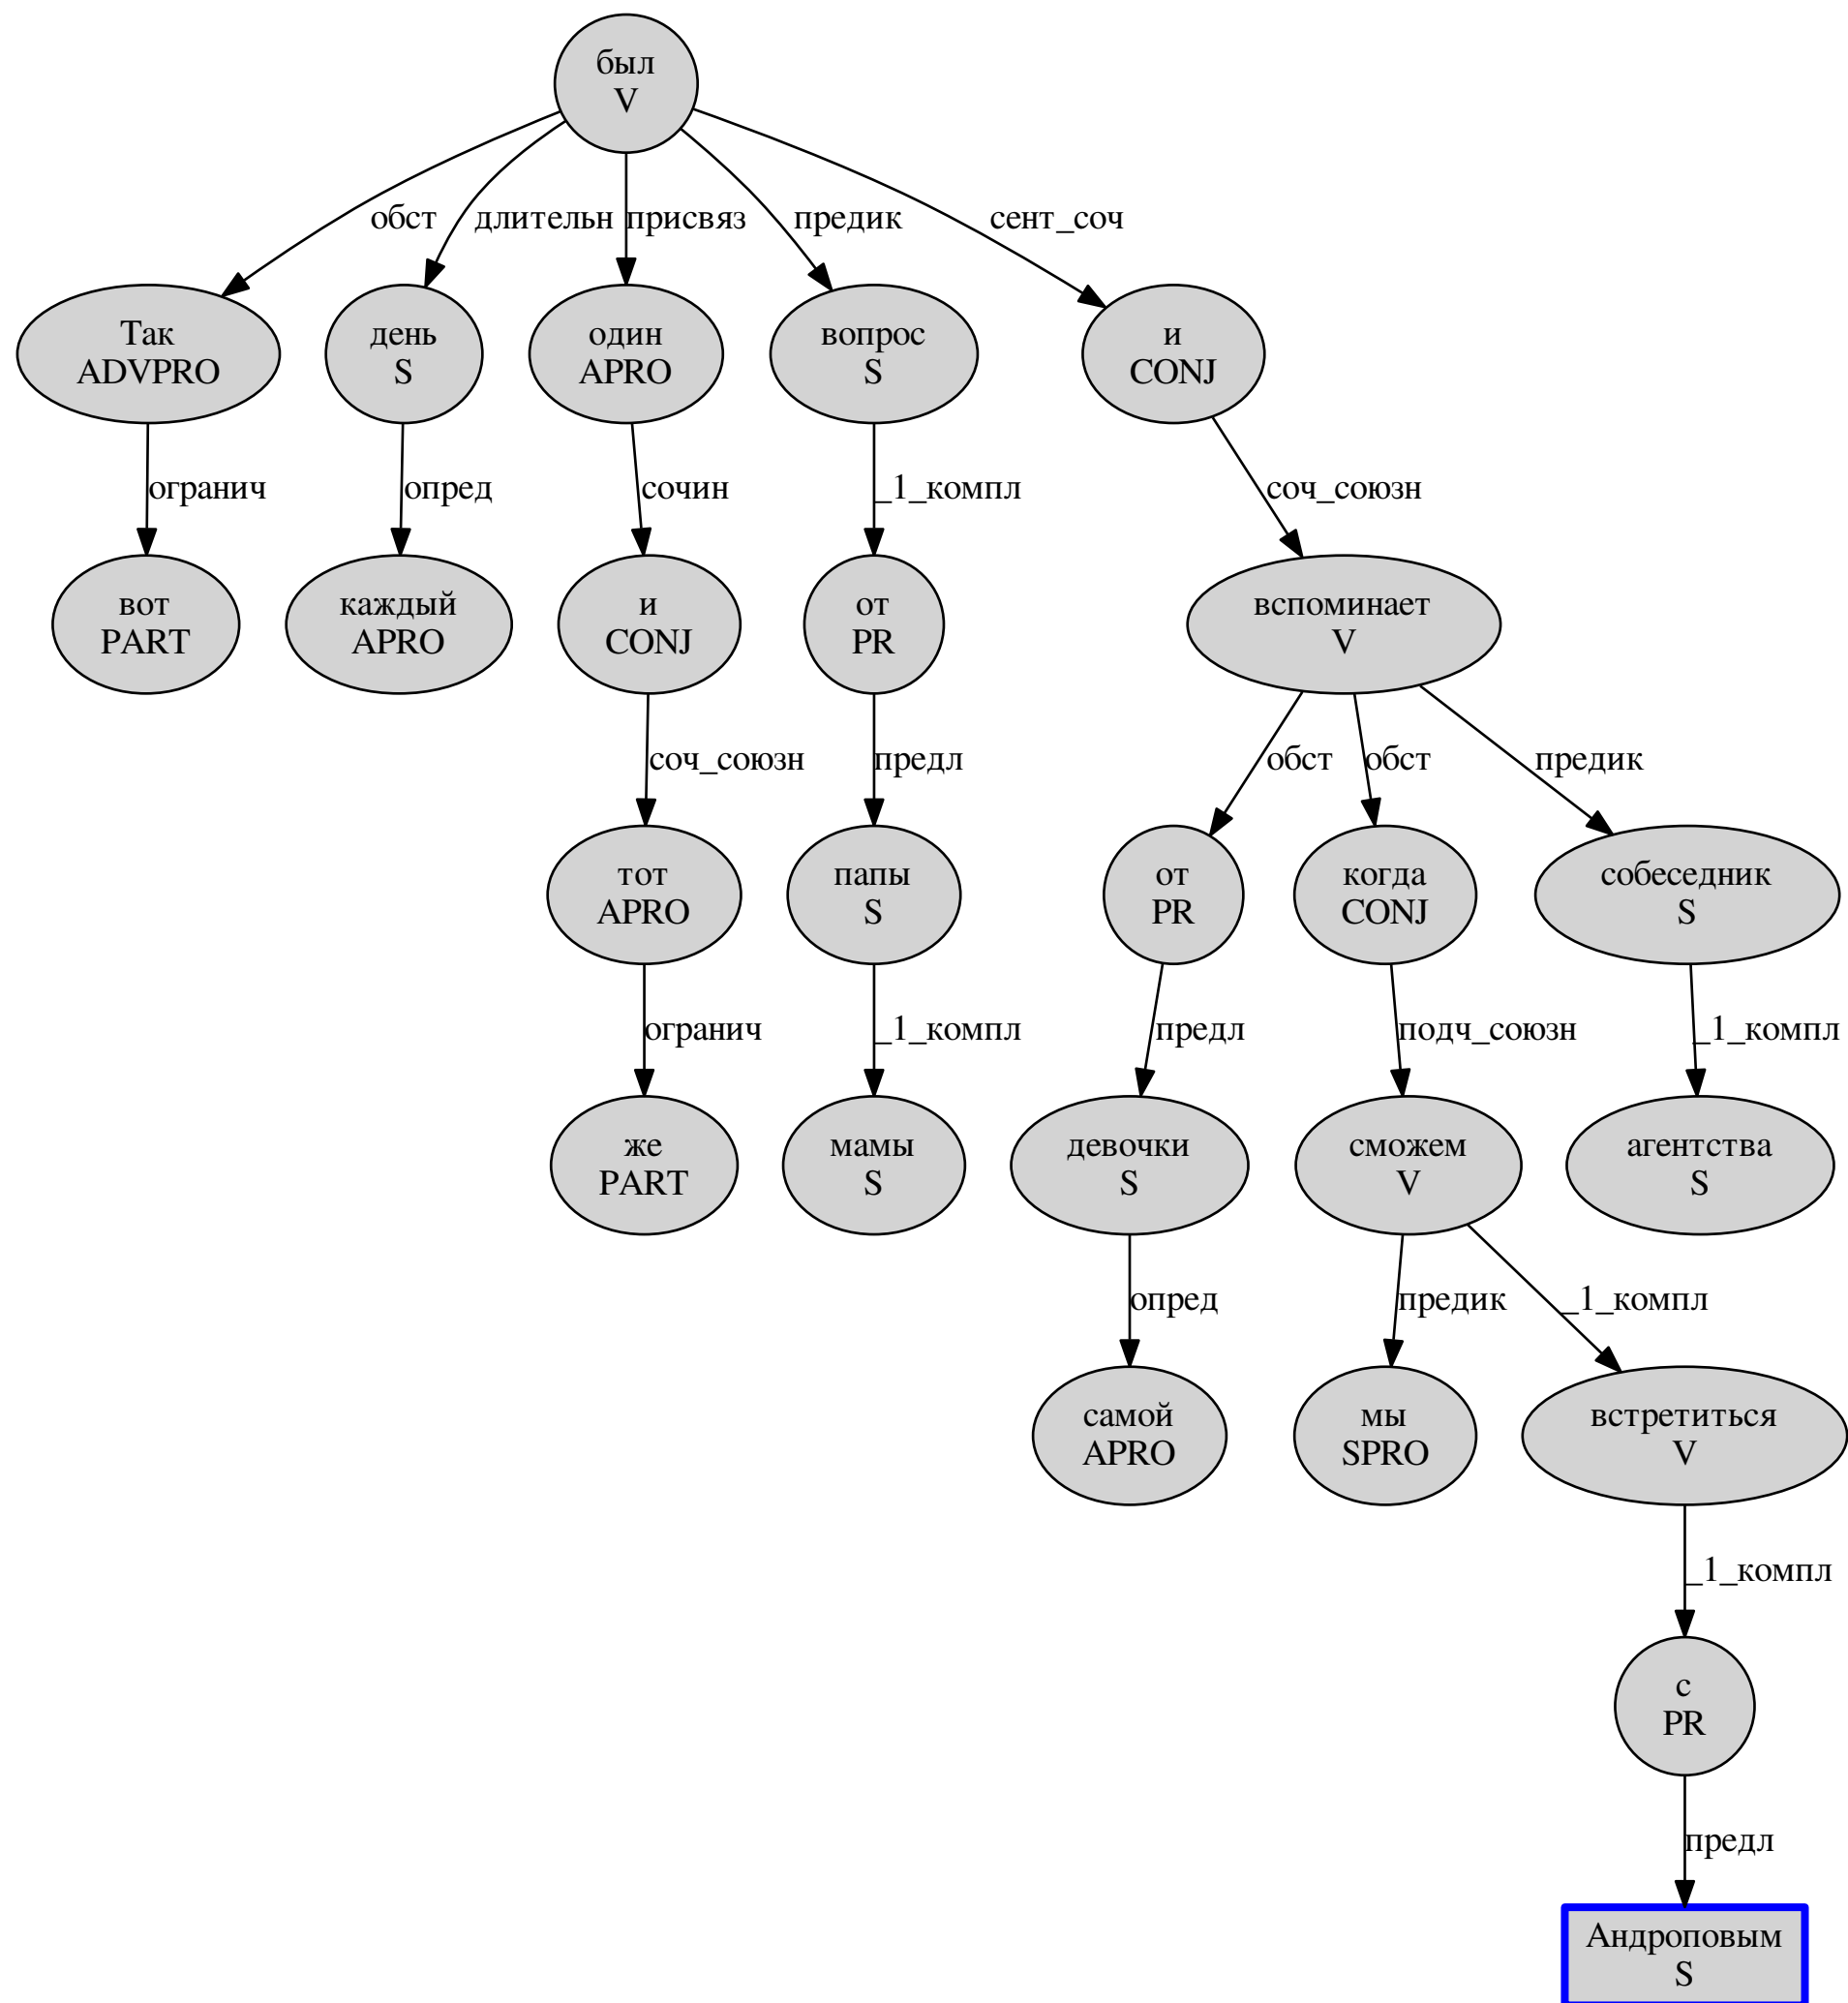 был
V
обст
длительн
присвяз
предик
сент_соч
Так
ADVPRO
день
S
один
APRO
вопрос
S
и
CONJ
огранич
опред
сочин
_1_компл
соч_союзн
вот
PART
каждый
APRO
и
CONJ
от
PR
вспоминает
V
соч_союзн
предл
обст
обст
предик
тот
APRO
папы
S
от
PR
когда
CONJ
собеседник
S
огранич
_1_компл
предл
подч_союзн
_1_компл
же
PART
мамы
S
девочки
S
сможем
V
агентства
S
опред
предик
_1_компл
самой
APRO
мы
SPRO
встретиться
V
_1_компл
с
PR
предл
Андроповым
S